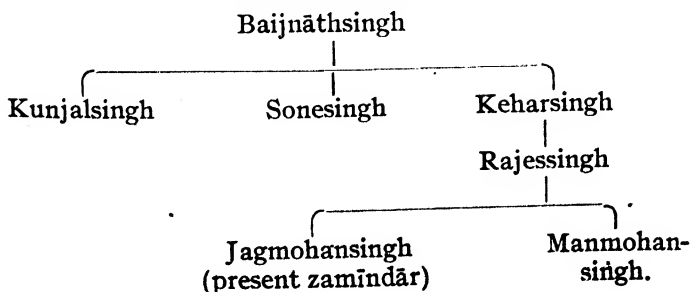 Baijnāthsingh
Kunjalsingh Sonesingh Keharsingh
Rajessingh
Jagmohansingh Manmohan-
(present zamīndār) singh.